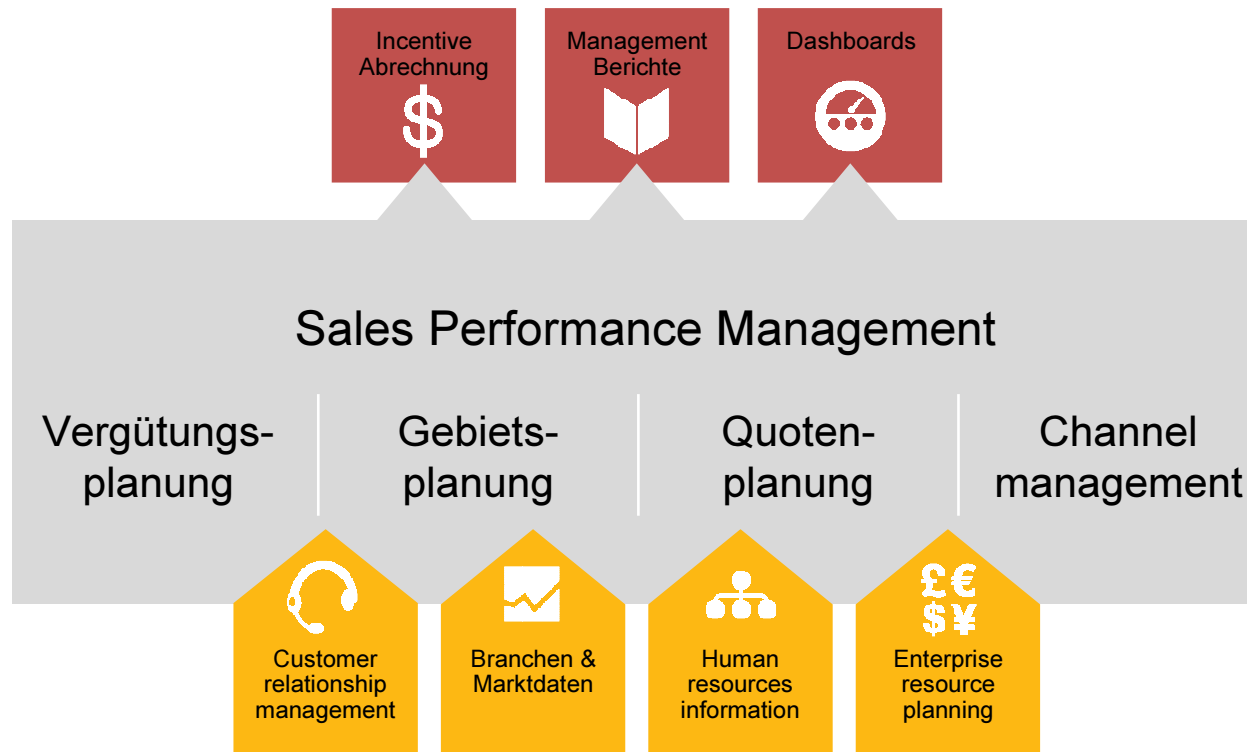 Incentive
Abrechnung
$
Management
Berichte
Dashboards
Sales Performance Management
Vergütungs-
planung
Gebiets-
planung
Quoten-
planung
Channel
management
£€
$¥
Customer
relationship
management
Branchen &
Marktdaten
Human
resources
information
Enterprise
resource
planning